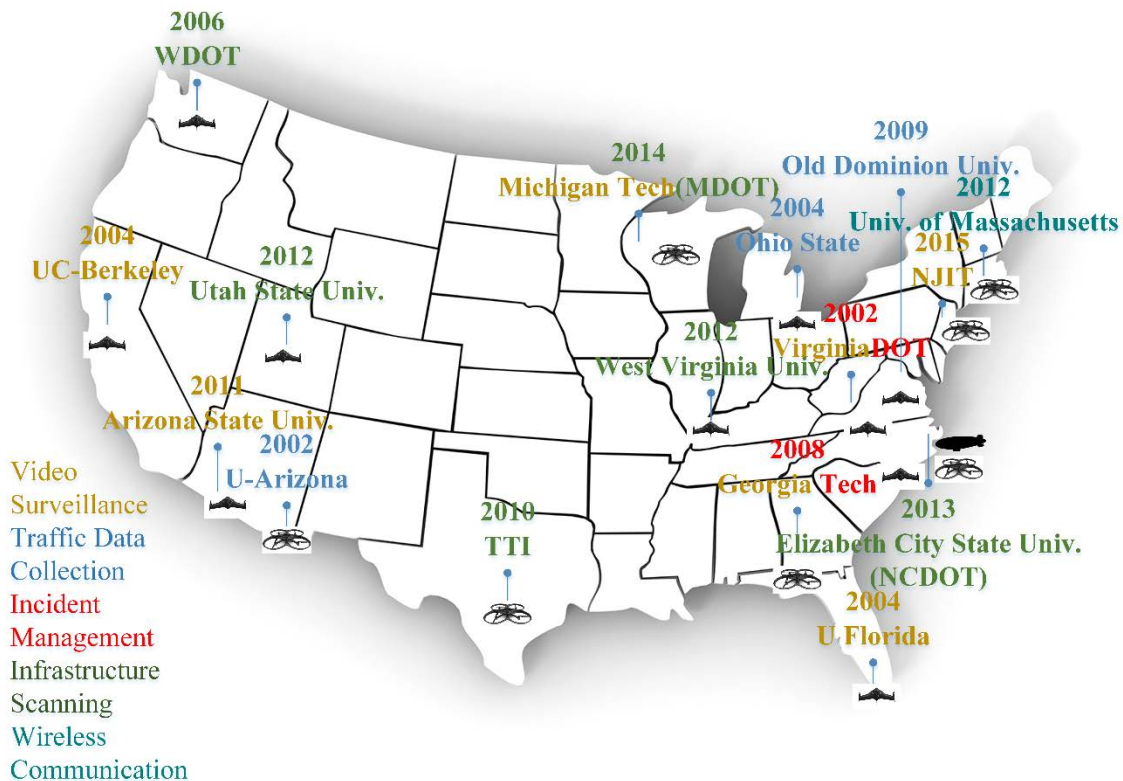 2006
WDOT
2009
Old Dominion Univ.
2014
Michigan Tech(MDOT)
2004
Ohio State
2012
Univ. of Massachusetts
2004
UC-Berkeley
2012
Utah State Univ.
2015
NJIT
2002
VirginiaDOT
2012
West Virginia Univ.
2011
Arizona State Univ.
2002
U-Arizona
2008
Georgia Tech
2010
TTI
2013
Elizabeth City State Univ.
(NCDOT)
2004
U Florida
Video
Surveillance
Traffic Data
Collection
Incident
Management
Infrastructure
Scanning
Wireless
Communication